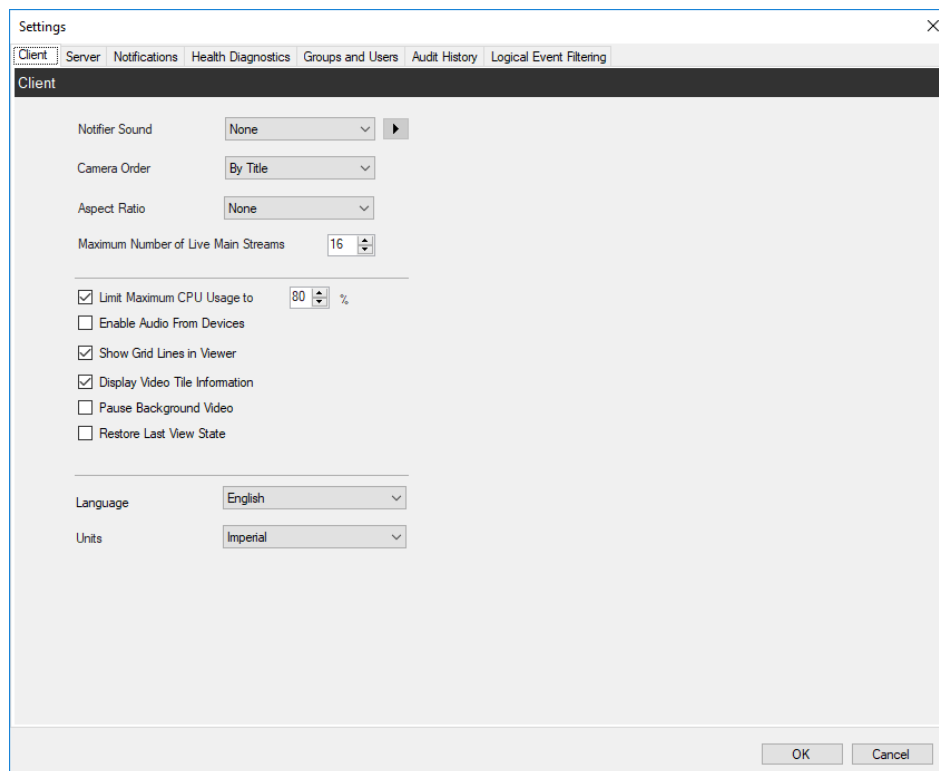 Settings
Client Server Notifications Health Diagnostics Groups and Users Audit History Logical Event Filtering
Client
Notifier Sound None
Camera Order By Title
Aspect Ratio None
Maximum Number of Live Main Streams 16
Limit Maximum CPU Usage to 80 %
Enable Audio From Devices
Show Grid Lines in Viewer
Display Video Tile Information
Pause Background Video
Restore Last View State
Language English
Units Imperial
OK Cancel